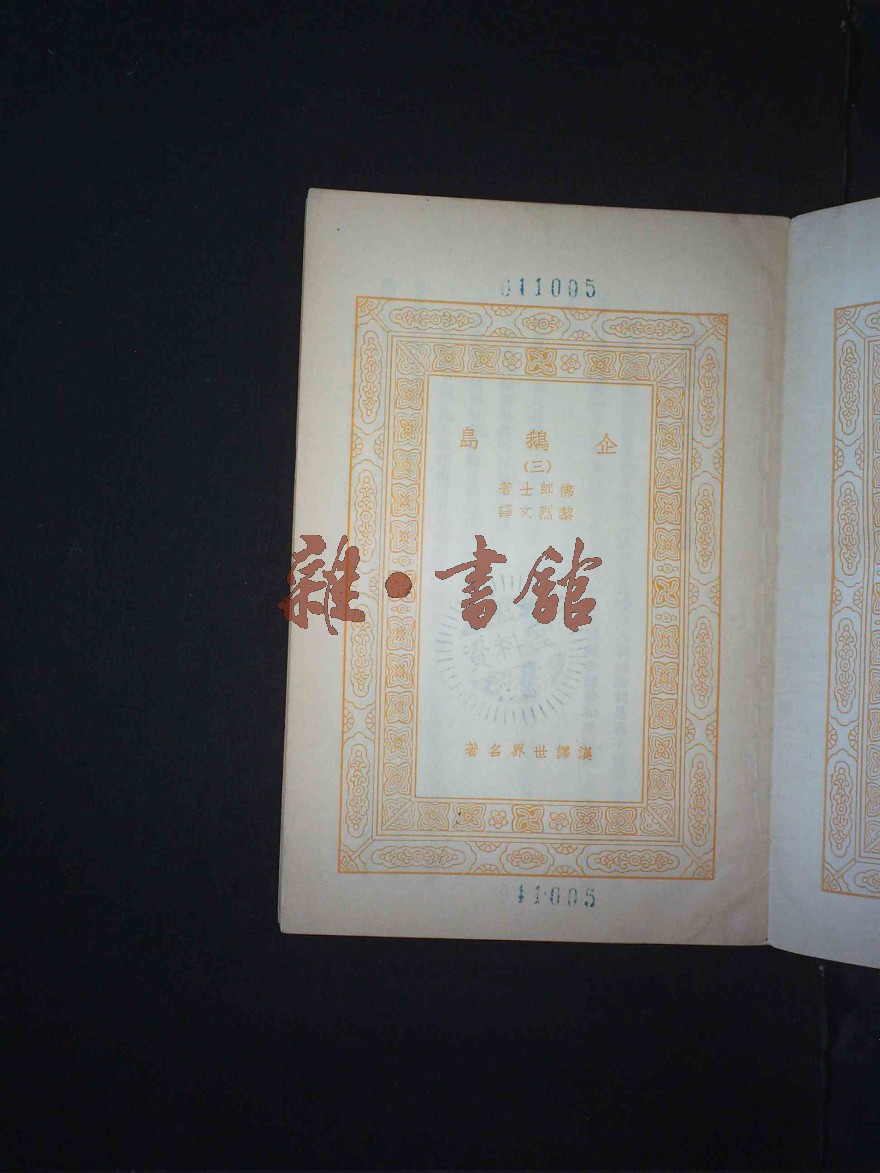 041005
企鵝島
(三)
佛郎士著
黎烈文譯
雜·書館
漢譯世界名著
041005